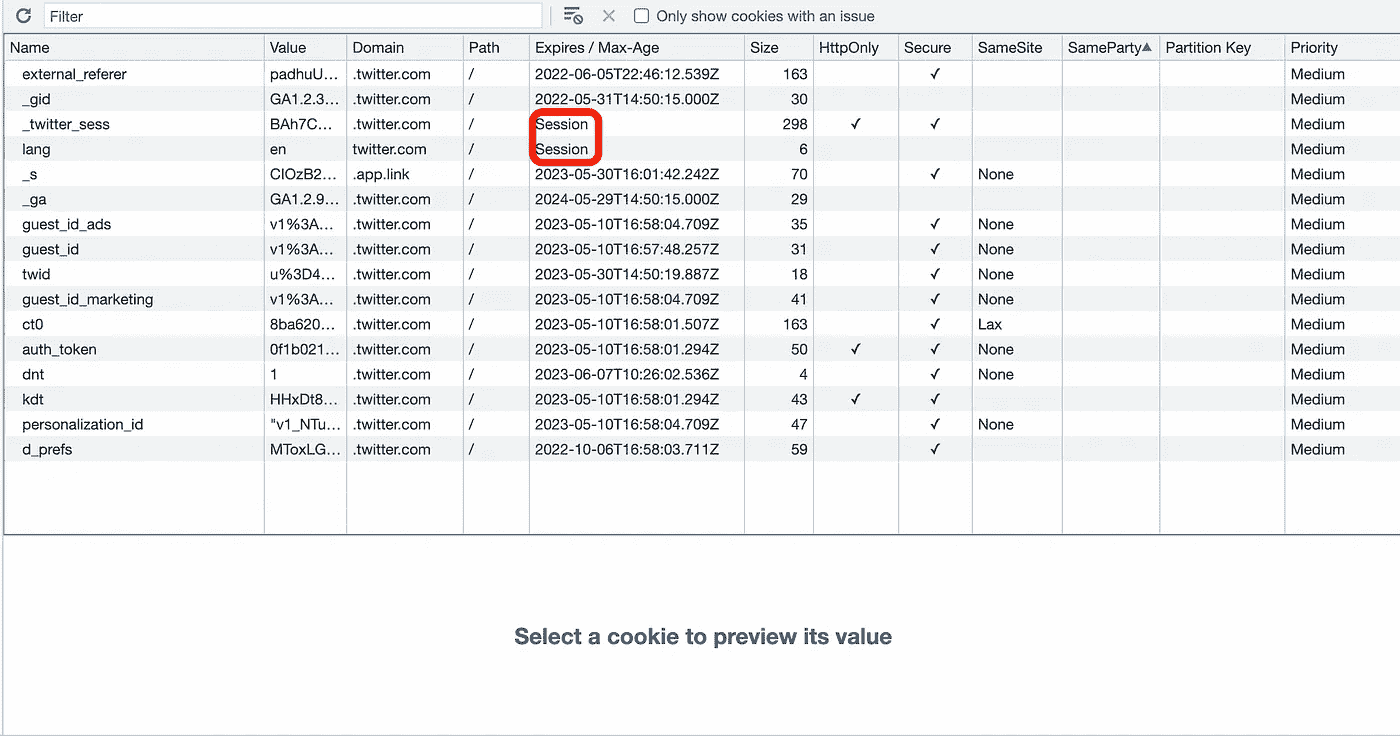 Filter Only show cookies with an issue
Name Value Domain Path Expires / Max-Age Size HttpOnly Secure SameSite SameParty▲ Partition Key Priority
external_referer padhuU... .twitter.com / 2022-06-05T22:46:12.539Z 163 ✓ Medium
_gid GA1.2.3... .twitter.com / 2022-05-31T14:50:15.000Z 30 Medium
_twitter_sess BAh7C... .twitter.com / Session 298 ✓ ✓ Medium
lang en twitter.com / Session 6 Medium
_s ClOzB2... .app.link / 2023-05-30T16:01:42.242Z 70 ✓ None Medium
_ga GA1.2.9... .twitter.com / 2024-05-29T14:50:15.000Z 29 Medium
guest_id_ads v1%3A... .twitter.com / 2023-05-10T16:58:04.709Z 35 ✓ None Medium
guest_id v1%3A... .twitter.com / 2023-05-10T16:57:48.257Z 31 ✓ None Medium
twid u%3D4... .twitter.com / 2023-05-30T14:50:19.887Z 18 ✓ None Medium
guest_id_marketing v1%3A... .twitter.com / 2023-05-10T16:58:04.709Z 41 ✓ None Medium
ct0 8ba620... .twitter.com / 2023-05-10T16:58:01.507Z 163 ✓ Lax Medium
auth_token 0f1b021... .twitter.com / 2023-05-10T16:58:01.294Z 50 ✓ ✓ None Medium
dnt 1 .twitter.com / 2023-06-07T10:26:02.536Z 4 ✓ None Medium
kdt HHxDt8... .twitter.com / 2023-05-10T16:58:01.294Z 43 ✓ ✓ Medium
personalization_id "v1_NTu... .twitter.com / 2023-05-10T16:58:04.709Z 47 ✓ None Medium
d_prefs MToxLG... .twitter.com / 2022-10-06T16:58:03.711Z 59 ✓ Medium
Select a cookie to preview its value